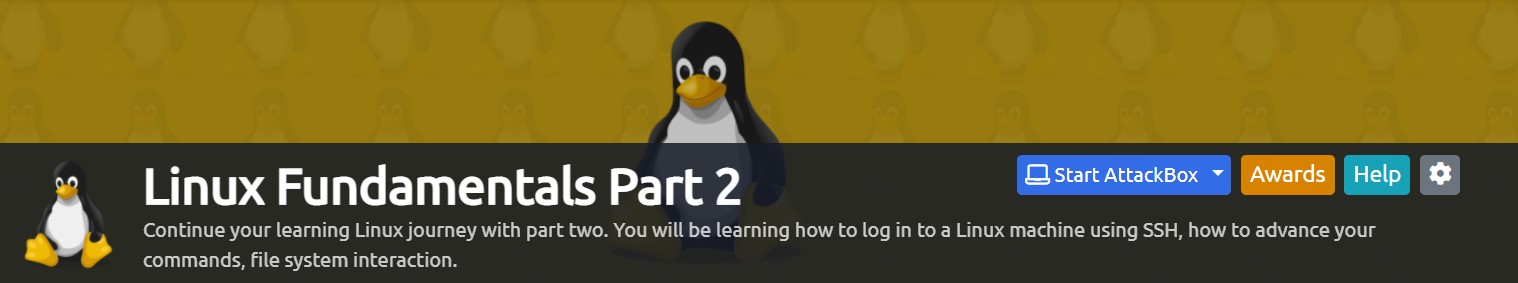 Linux Fundamentals Part 2
Start AttackBox
Awards
Help
Continue your learning Linux journey with part two. You will be learning how to log in to a Linux machine using SSH, how to advance your
commands, file system interaction.